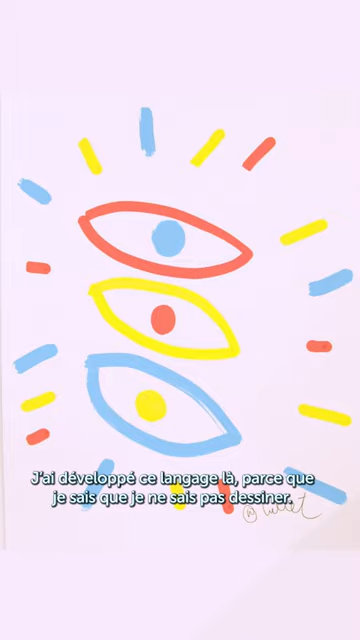 J'ai développé ce langage là, parce que
je sais que je ne sais pas dessiner.